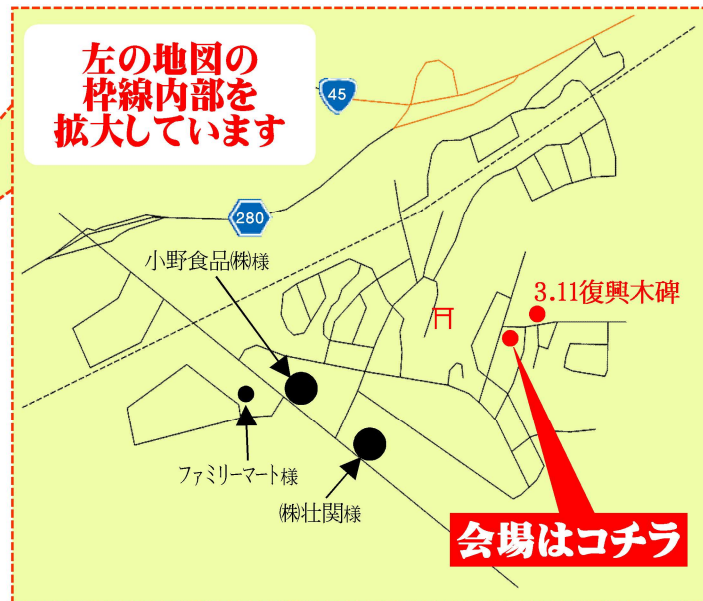 左の地図の
枠線内部を
拡大しています
45
280
小野食品㈱様
3.11復興木碑
ファミリーマート様
㈱壮関様
会場はコチラ